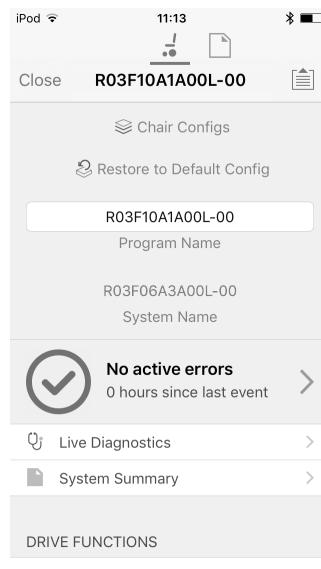 iPod 11:13
Close R03F10A1A00L-00
Chair Configs
Restore to Default Config
R03F10A1A00L-00
Program Name
R03F06A3A00L-00
System Name
No active errors
0 hours since last event
Live Diagnostics
System Summary
DRIVE FUNCTIONS